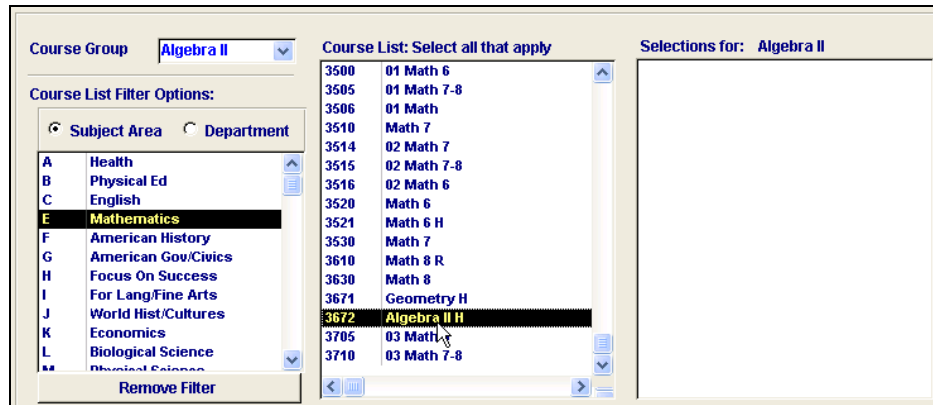 Course Group Algebra II
Course List Filter Options:
Subject Area Department
A Health
B Physical Ed
C English
E Mathematics
F American History
G American Gov/Civics
H Focus On Success
I For Lang/Fine Arts
J World Hist/Cultures
K Economics
L Biological Science
M Physical Science
Remove Filter
Course List: Select all that apply
3500 01 Math 6
3505 01 Math 7-8
3506 01 Math
3510 Math 7
3514 02 Math 7
3515 02 Math 7-8
3516 02 Math 6
3520 Math 6
3521 Math 6 H
3530 Math 7
3610 Math 8 R
3630 Math 8
3671 Geometry H
3672 Algebra II H
3705 03 Math
3710 03 Math 7-8
Selections for: Algebra II